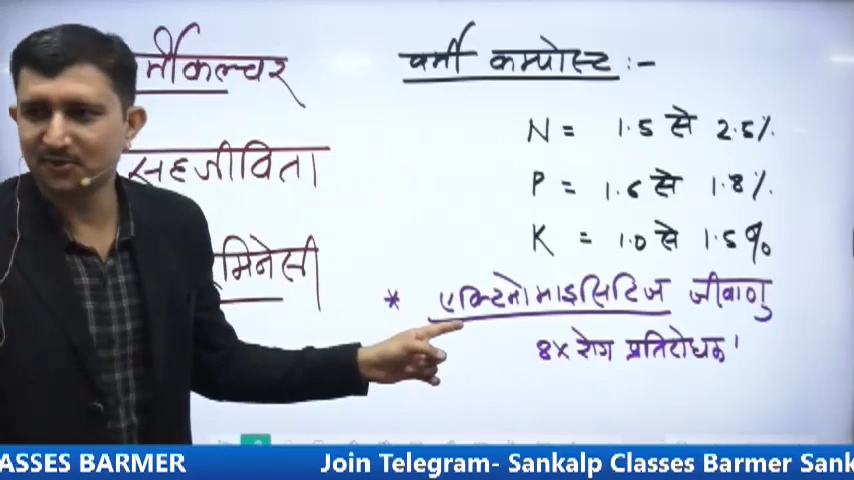 र्मीकल्चर
सहजीविता
मिनेसी
वर्मी कम्पोस्ट :-
N = 1.5 से 2.5%
P = 1.6 से 1.8%
K = 1.0 से 1.5%
* एक्टिनोमाइसिटिज जीवाणु
8x रोग प्रतिरोधक
ASSES BARMER Join Telegram- Sankalp Classes Barmer Sank